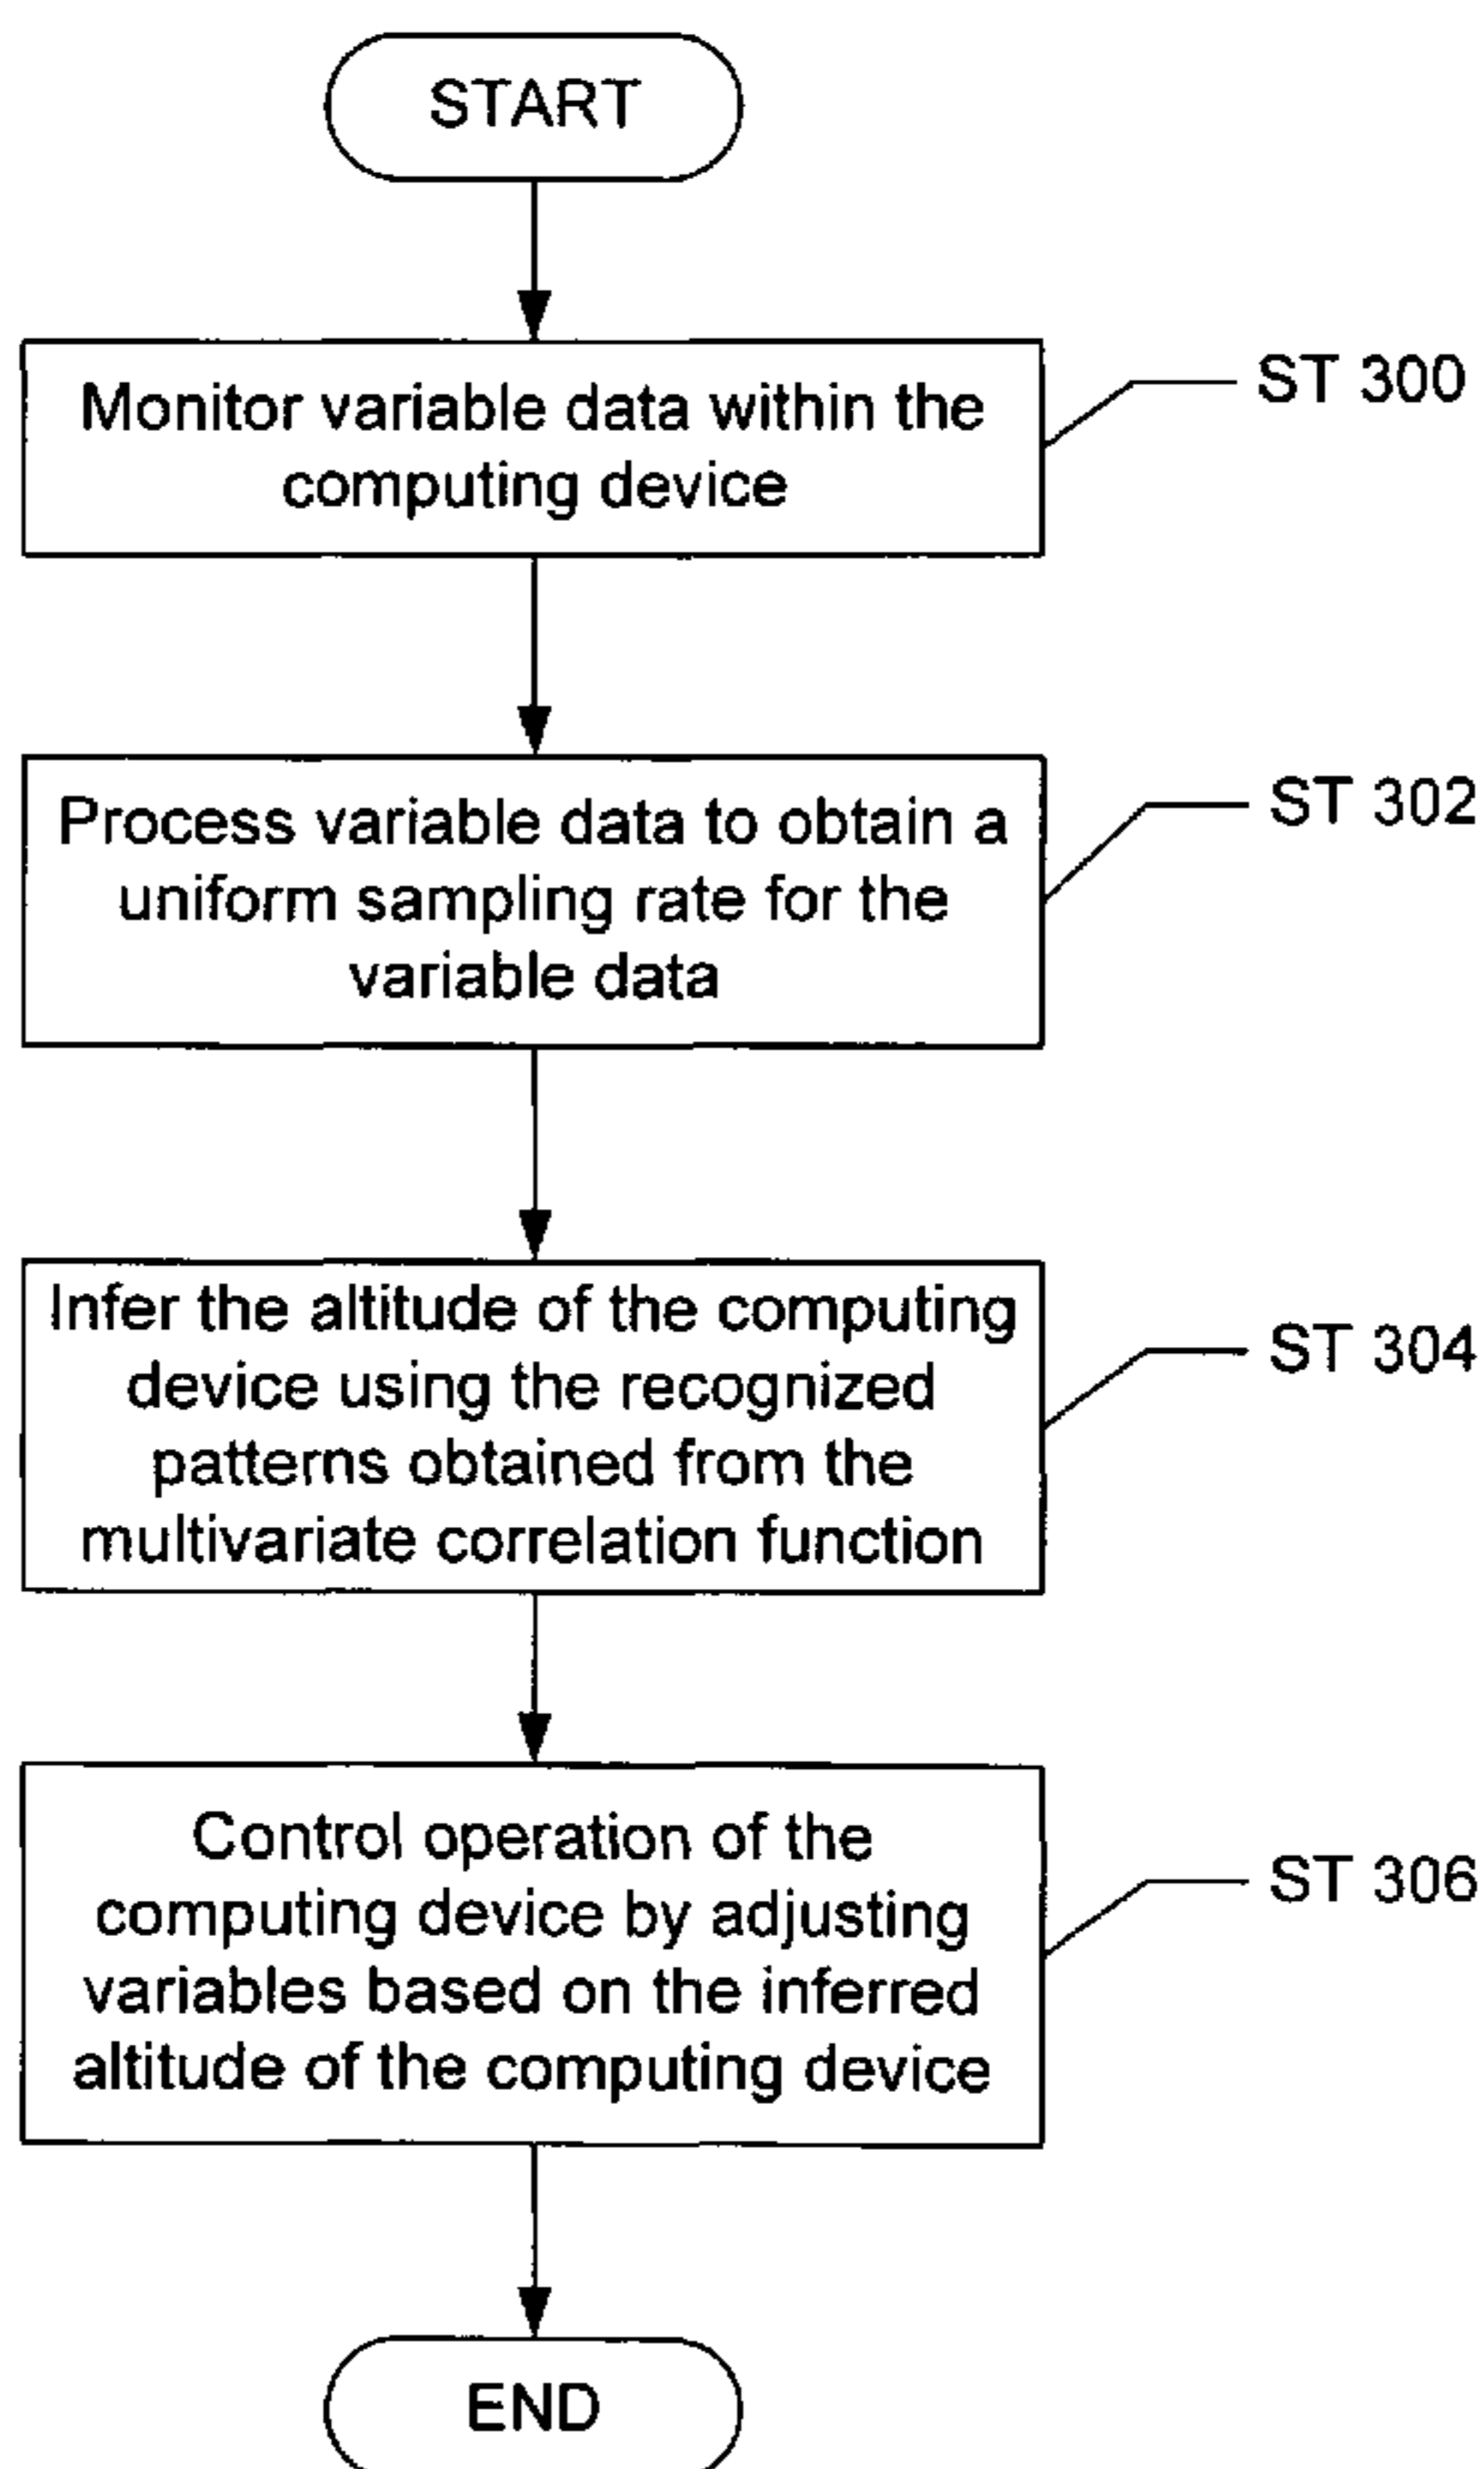 START
Monitor variable data within the
computing device
ST 300
Process variable data to obtain a
uniform sampling rate for the
variable data
ST 302
Infer the altitude of the computing
device using the recognized
patterns obtained from the
multivariate correlation function
ST 304
Control operation of the
computing device by adjusting
variables based on the inferred
altitude of the computing device
ST 306
END